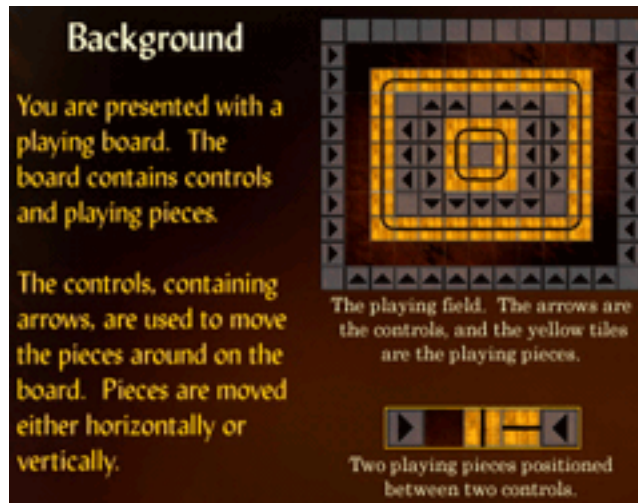 Background
You are presented with a
playing board. The
board contains controls
and playing pieces.
The controls, containing
arrows, are used to move
the pieces around on the
board. Pieces are moved
either horizontally or
vertically.
The playing field. The arrows are
the controls, and the yellow tiles
are the playing pieces.
Two playing pieces positioned
between two controls.